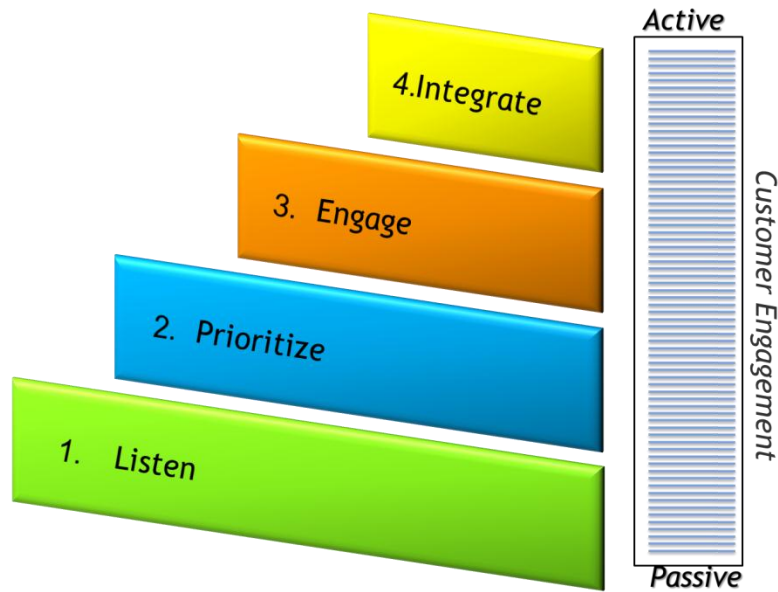 Active
4.Integrate
3. Engage
2. Prioritize
1. Listen
Customer Engagement
Passive